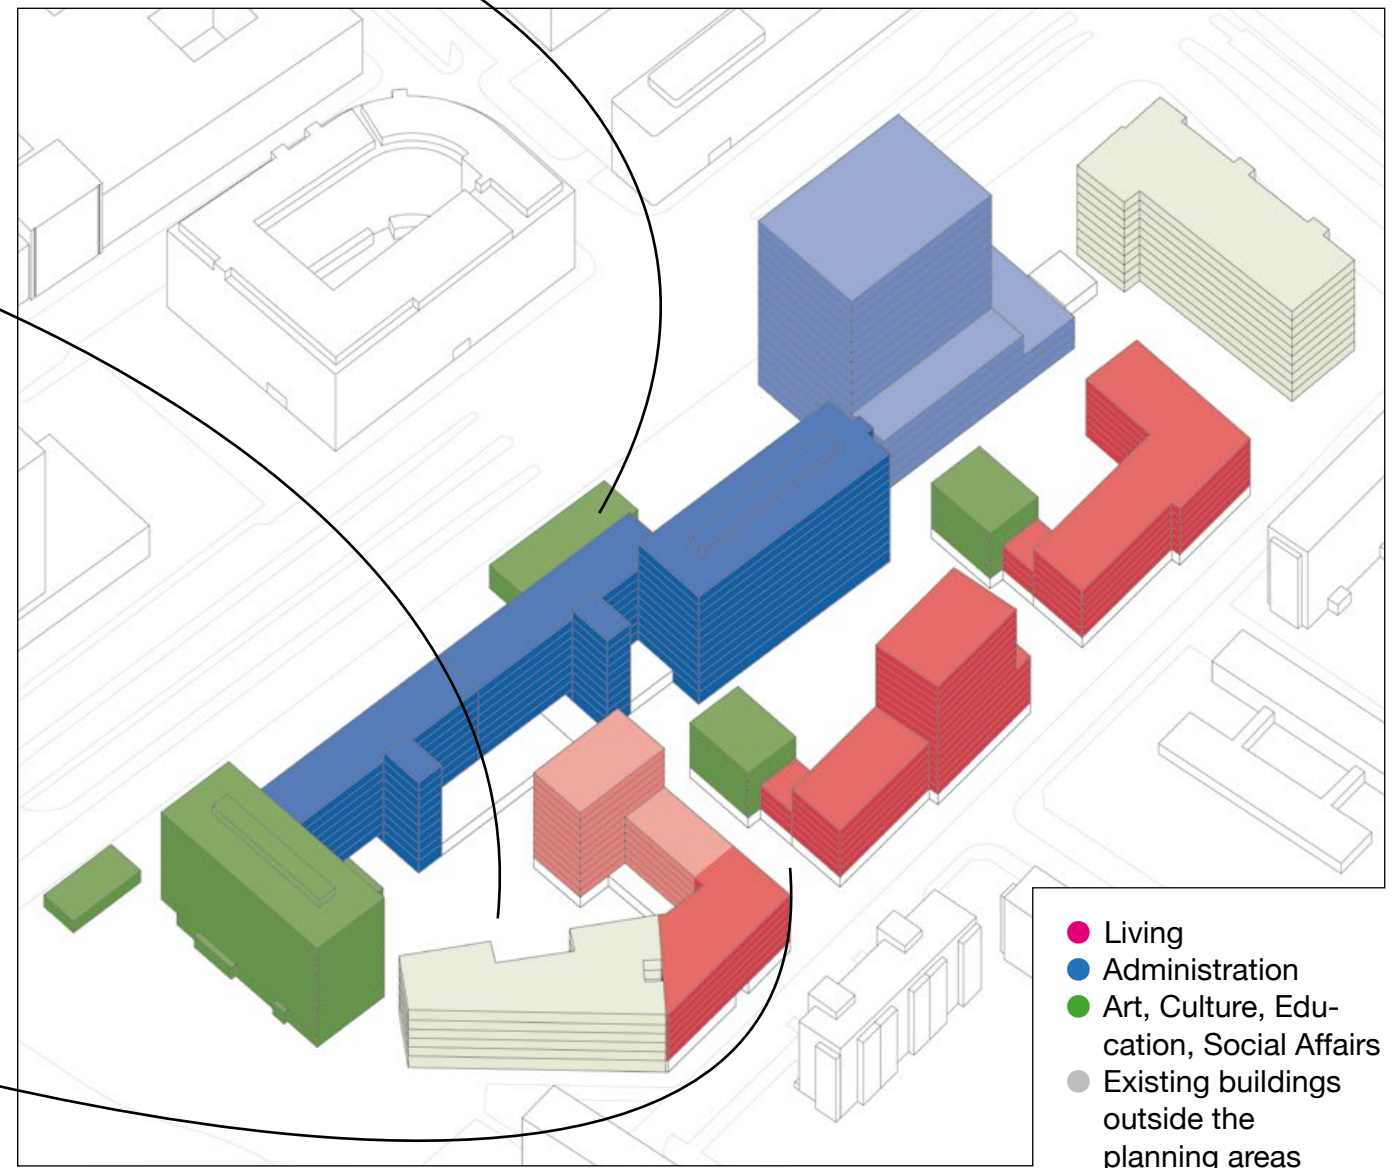 Living
Administration
Art, Culture, Edu-
cation, Social Affairs
Existing buildings
outside the
planning areas